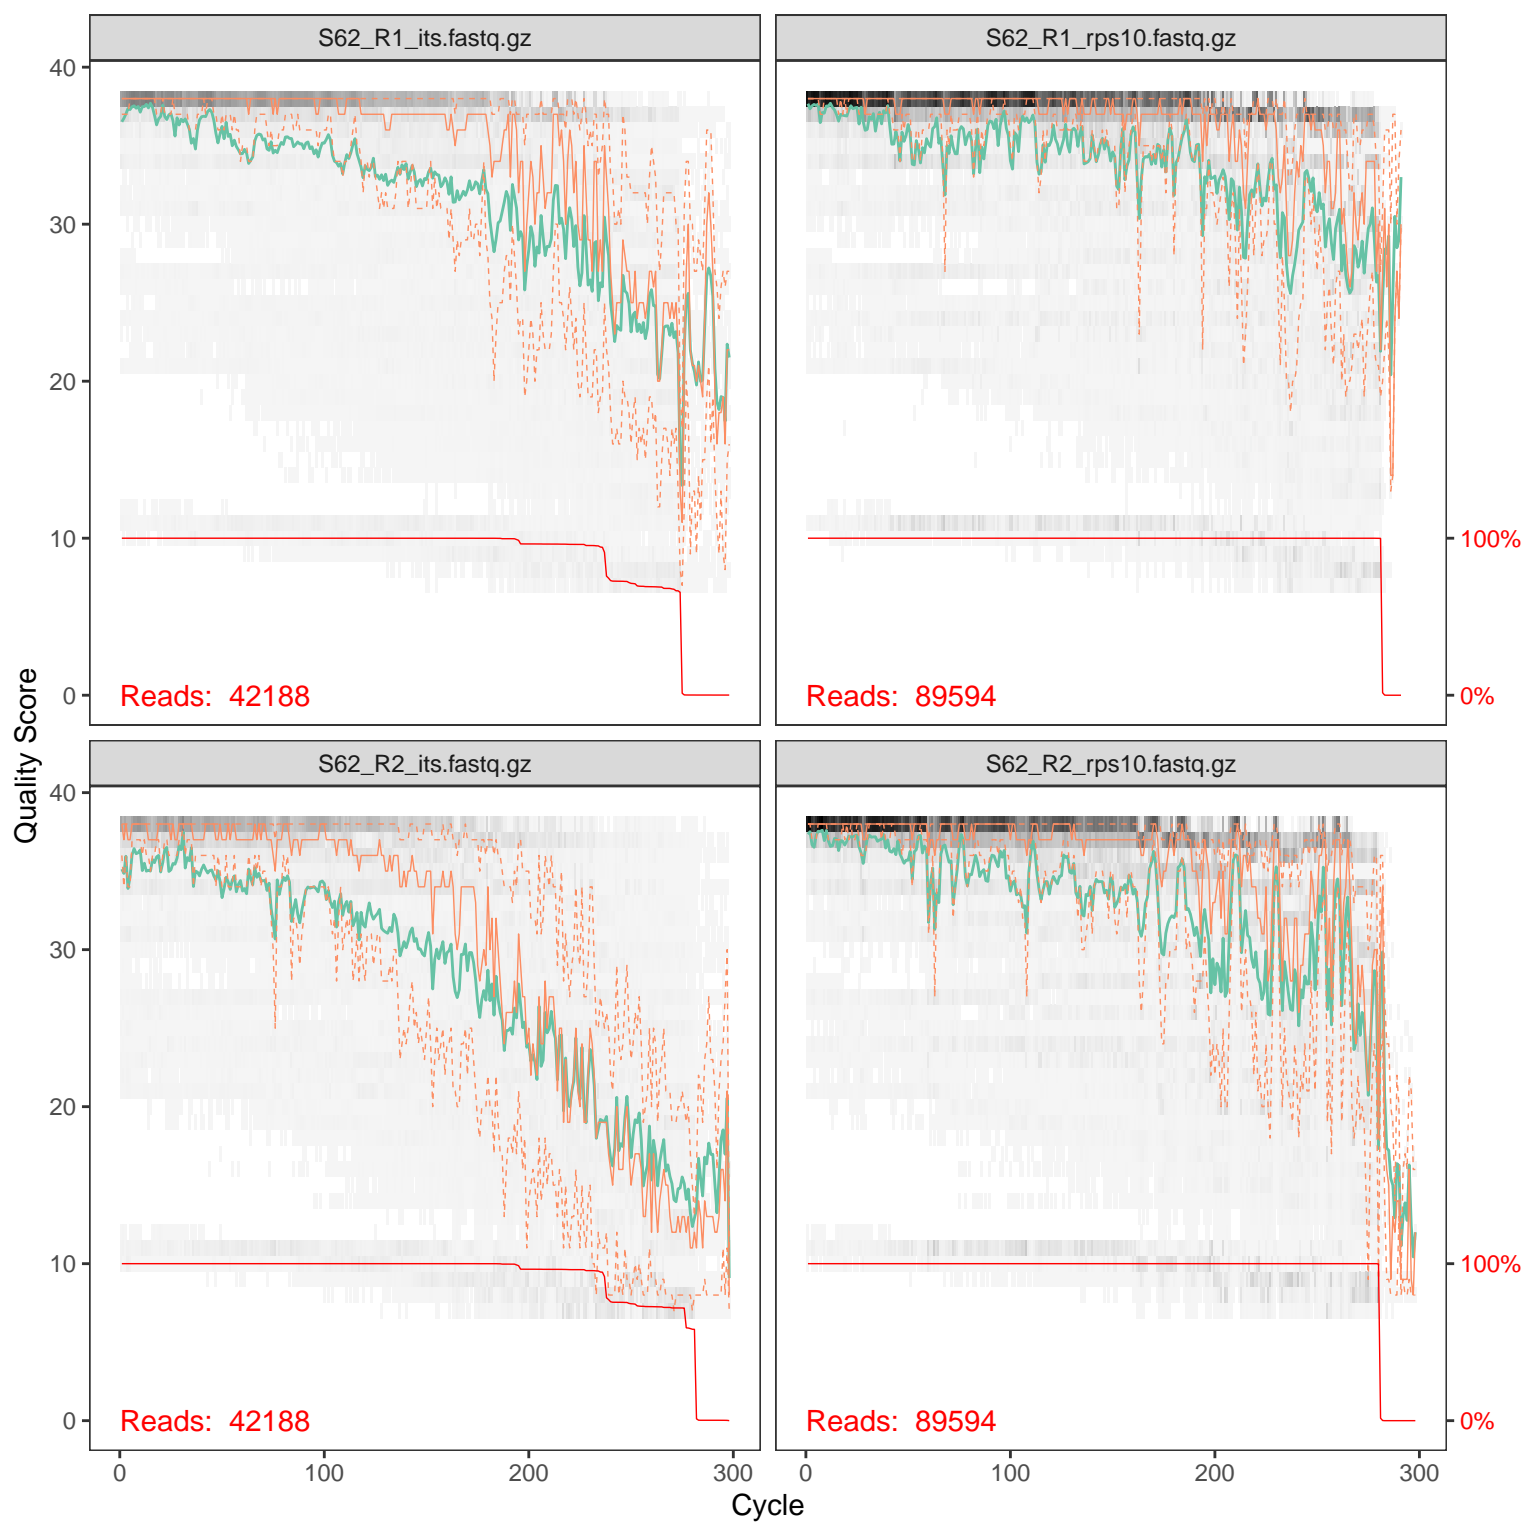 S62_R1_its.fastq.gz
S62_R1_rps10.fastq.gz
40
30
20
10
0
100%
0%
Reads: 42188
Reads: 89594
Quality Score
S62_R2_its.fastq.gz
S62_R2_rps10.fastq.gz
40
30
20
10
0
100%
0%
Reads: 42188
Reads: 89594
0 100 200 300
0 100 200 300
Cycle